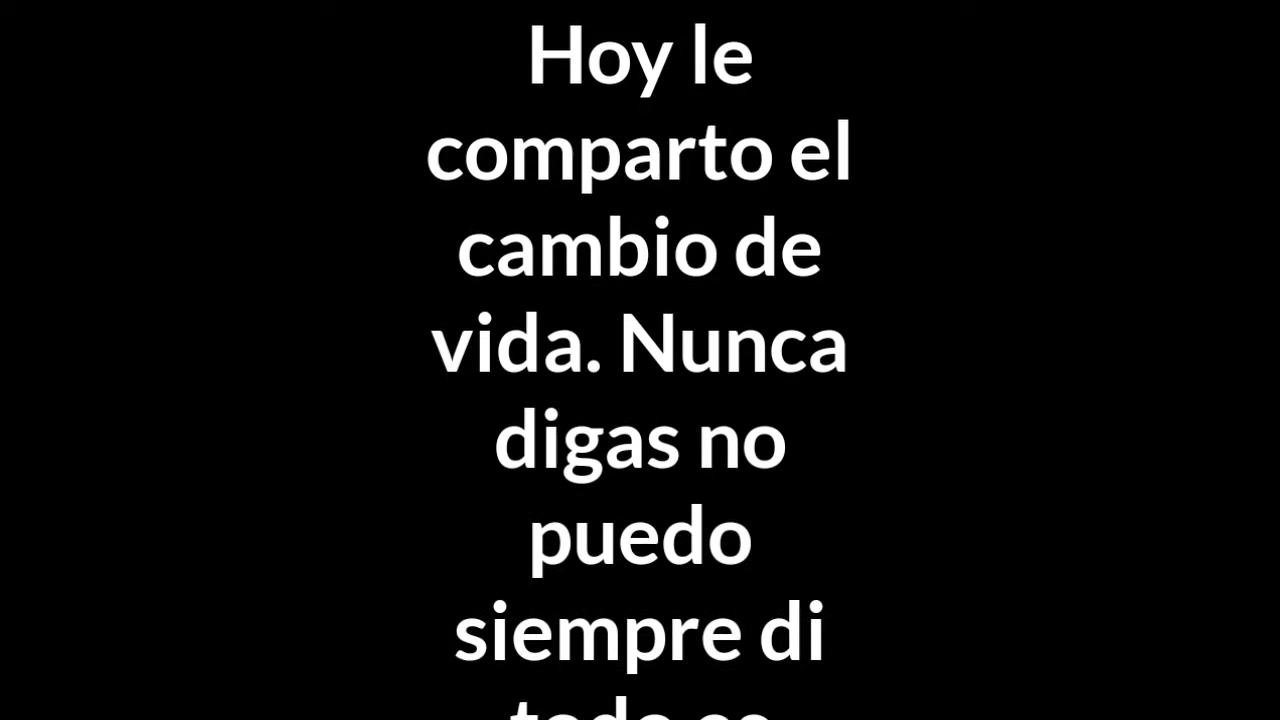 Hoy le
comparto el
cambio de
vida. Nunca
digas no
puedo
siempre di